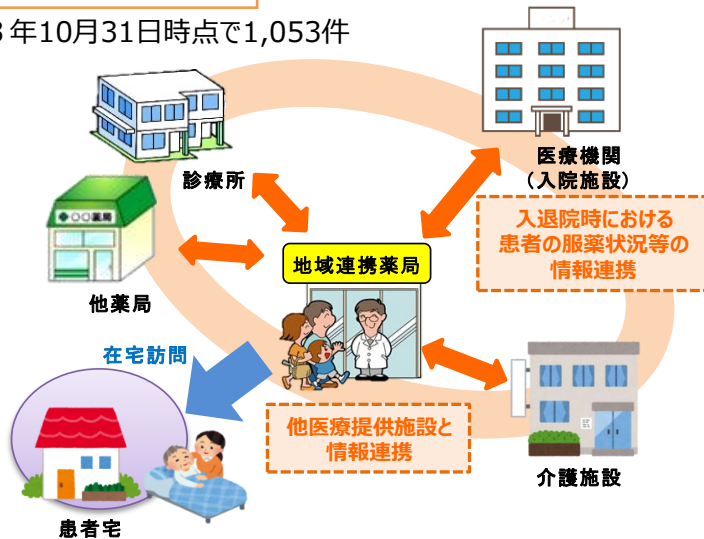 年10月31日時点で1,053件
診療所
医療機関
(入院施設)
入退院時における
患者の服薬状況等の
情報連携
〇〇薬局
他薬局
地域連携薬局
在宅訪問
他医療提供施設と
情報連携
介護施設
患者宅